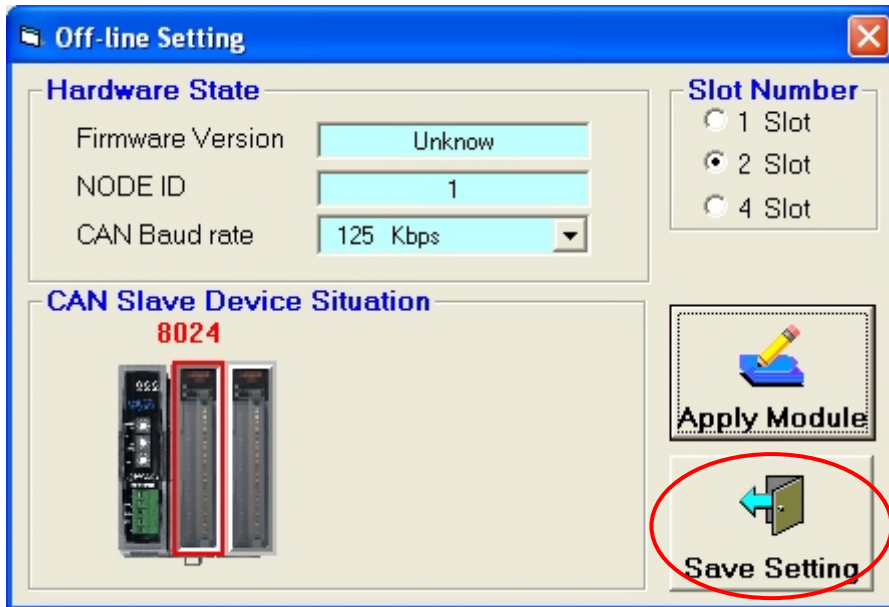 Off-line Setting
Hardware State
Firmware Version Unknow
NODE ID 1
CAN Baud rate 125 Kbps
Slot Number
1 Slot
2 Slot
4 Slot
CAN Slave Device Situation
8024
Apply Module
Save Setting